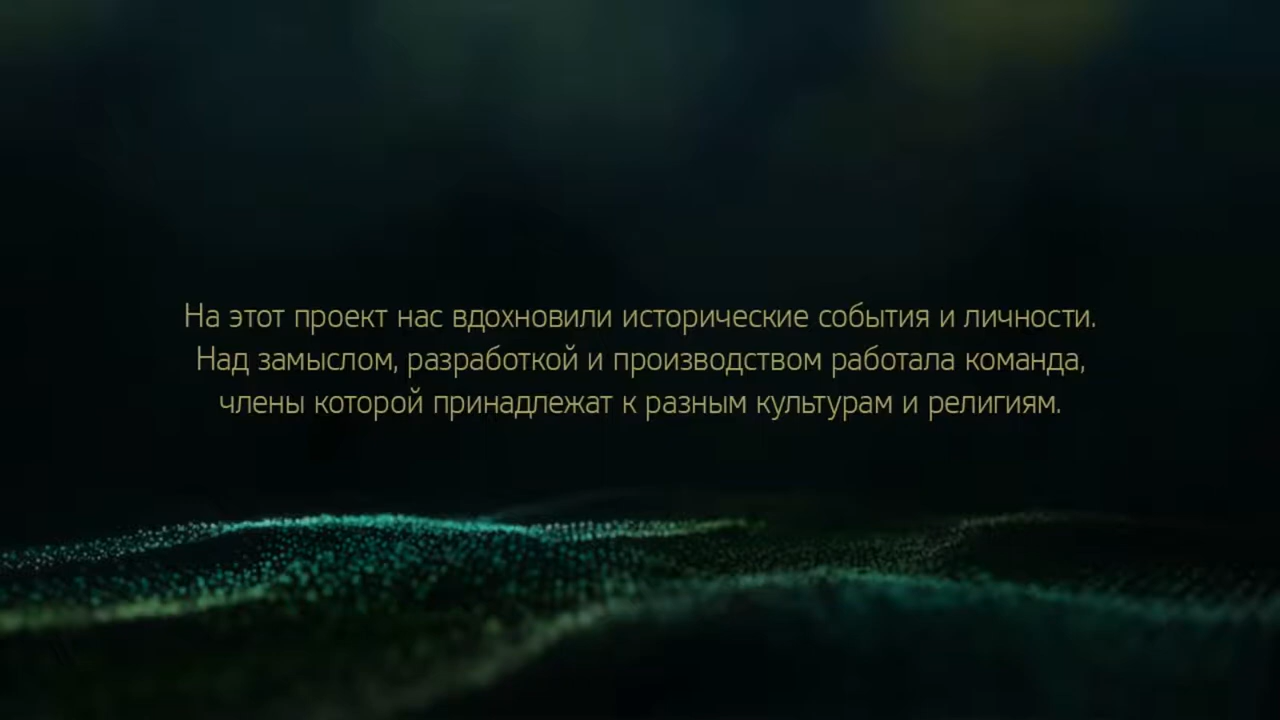 На этот проект нас вдохновили исторические события и личности.
Над замыслом, разработкой и производством работала команда,
члены которой принадлежат к разным культурам и религиям.